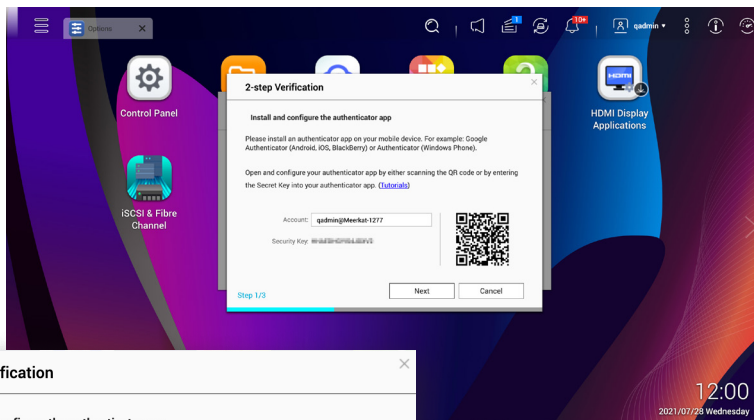 Options
1
10+
qadmin
2-step Verification
Install and configure the authenticator app
Please install an authenticator app on your mobile device. For example: Google
Authenticator (Android, iOS, BlackBerry) or Authenticator (Windows Phone).
Open and configure your authenticator app by either scanning the QR code or by entering
the Secret Key into your authenticator app. (Tutorials)
Account: qadmin@Meerkat-1277
Security Key:
Step 1/3
Next
Cancel
Control Panel
iSCSI & Fibre
Channel
HDMI
HDMI Display
Applications
12:00
2021/07/28 Wednesday
fication